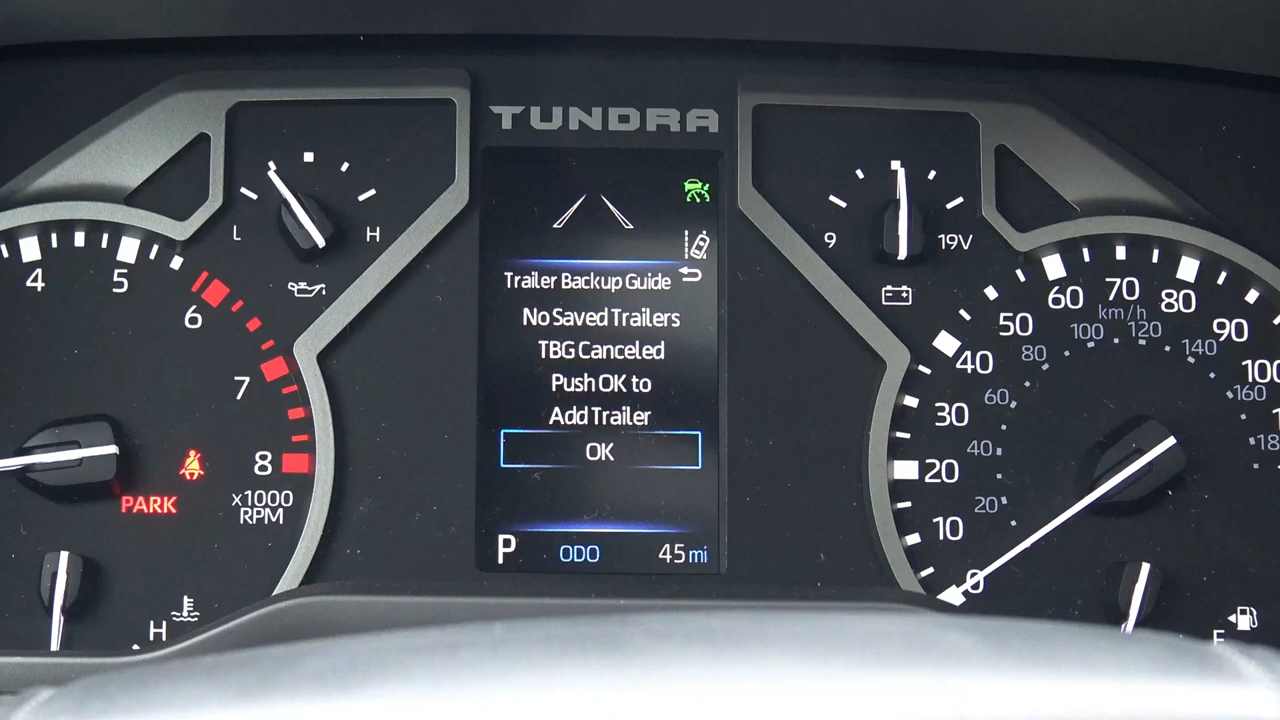 TUNDRA
L
H
9
19V
Trailer Backup Guide
No Saved Trailers
TBG Canceled
Push OK to
Add Trailer
OK
P
ODO
45 mi
4
5
6
7
8
x1000
RPM
PARK
H
0
10
20
30
40
50
60
70
80
90
100
km/h
20
40
60
80
100
120
140
160
F